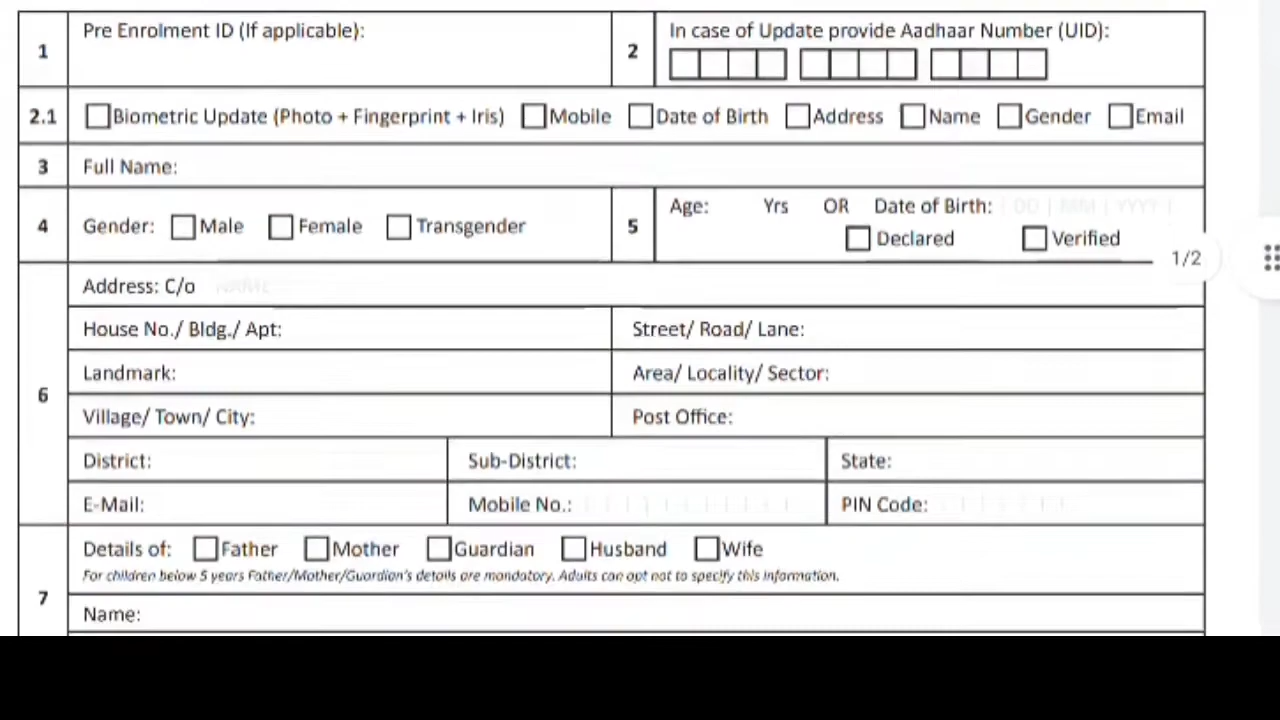 1 Pre Enrolment ID (If applicable): 2 In case of Update provide Aadhaar Number (UID):
2.1 Biometric Update (Photo + Fingerprint + Iris) Mobile Date of Birth Address Name Gender Email
3 Full Name:
4 Gender: Male Female Transgender 5 Age: Yrs OR Date of Birth: DD MM YYYY
Declared Verified
1/2
Address: C/o NAME
House No./ Bldg./ Apt: Street/ Road/ Lane:
Landmark: Area/ Locality/ Sector:
6
Village/ Town/ City: Post Office:
District: Sub-District: State:
E-Mail: Mobile No.: PIN Code:
Details of: Father Mother Guardian Husband Wife
For children below 5 years Father/Mother/Guardian's details are mandatory. Adults can opt not to specify this information.
7
Name: